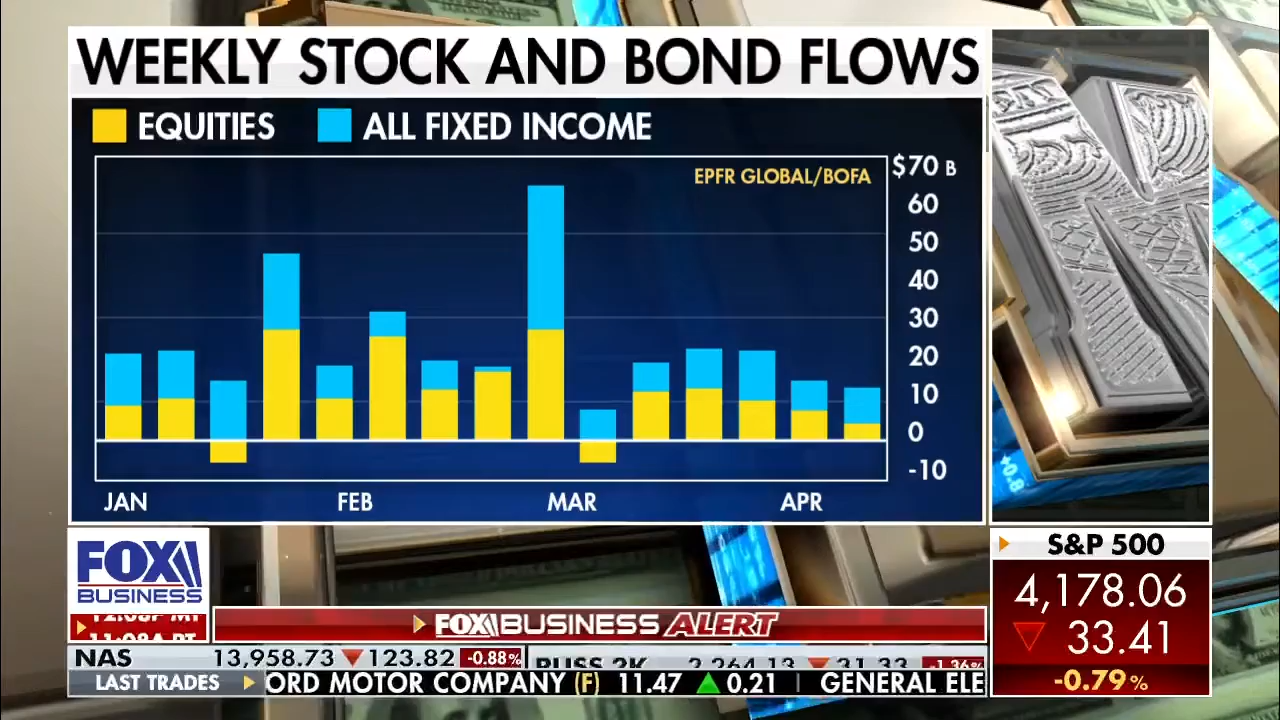 WEEKLY STOCK AND BOND FLOWS
EQUITIES ALL FIXED INCOME
EPFR GLOBAL/BOFA
$70 B
60
50
40
30
20
10
0
-10
JAN FEB MAR APR
FOX BUSINESS
S&P 500
4,178.06
33.41
-0.79%
FOX BUSINESS ALERT
NAS 13,958.73 123.82 -0.88%
LAST TRADES ORD MOTOR COMPANY (F) 11.47 0.21 GENERAL ELE
+0.8